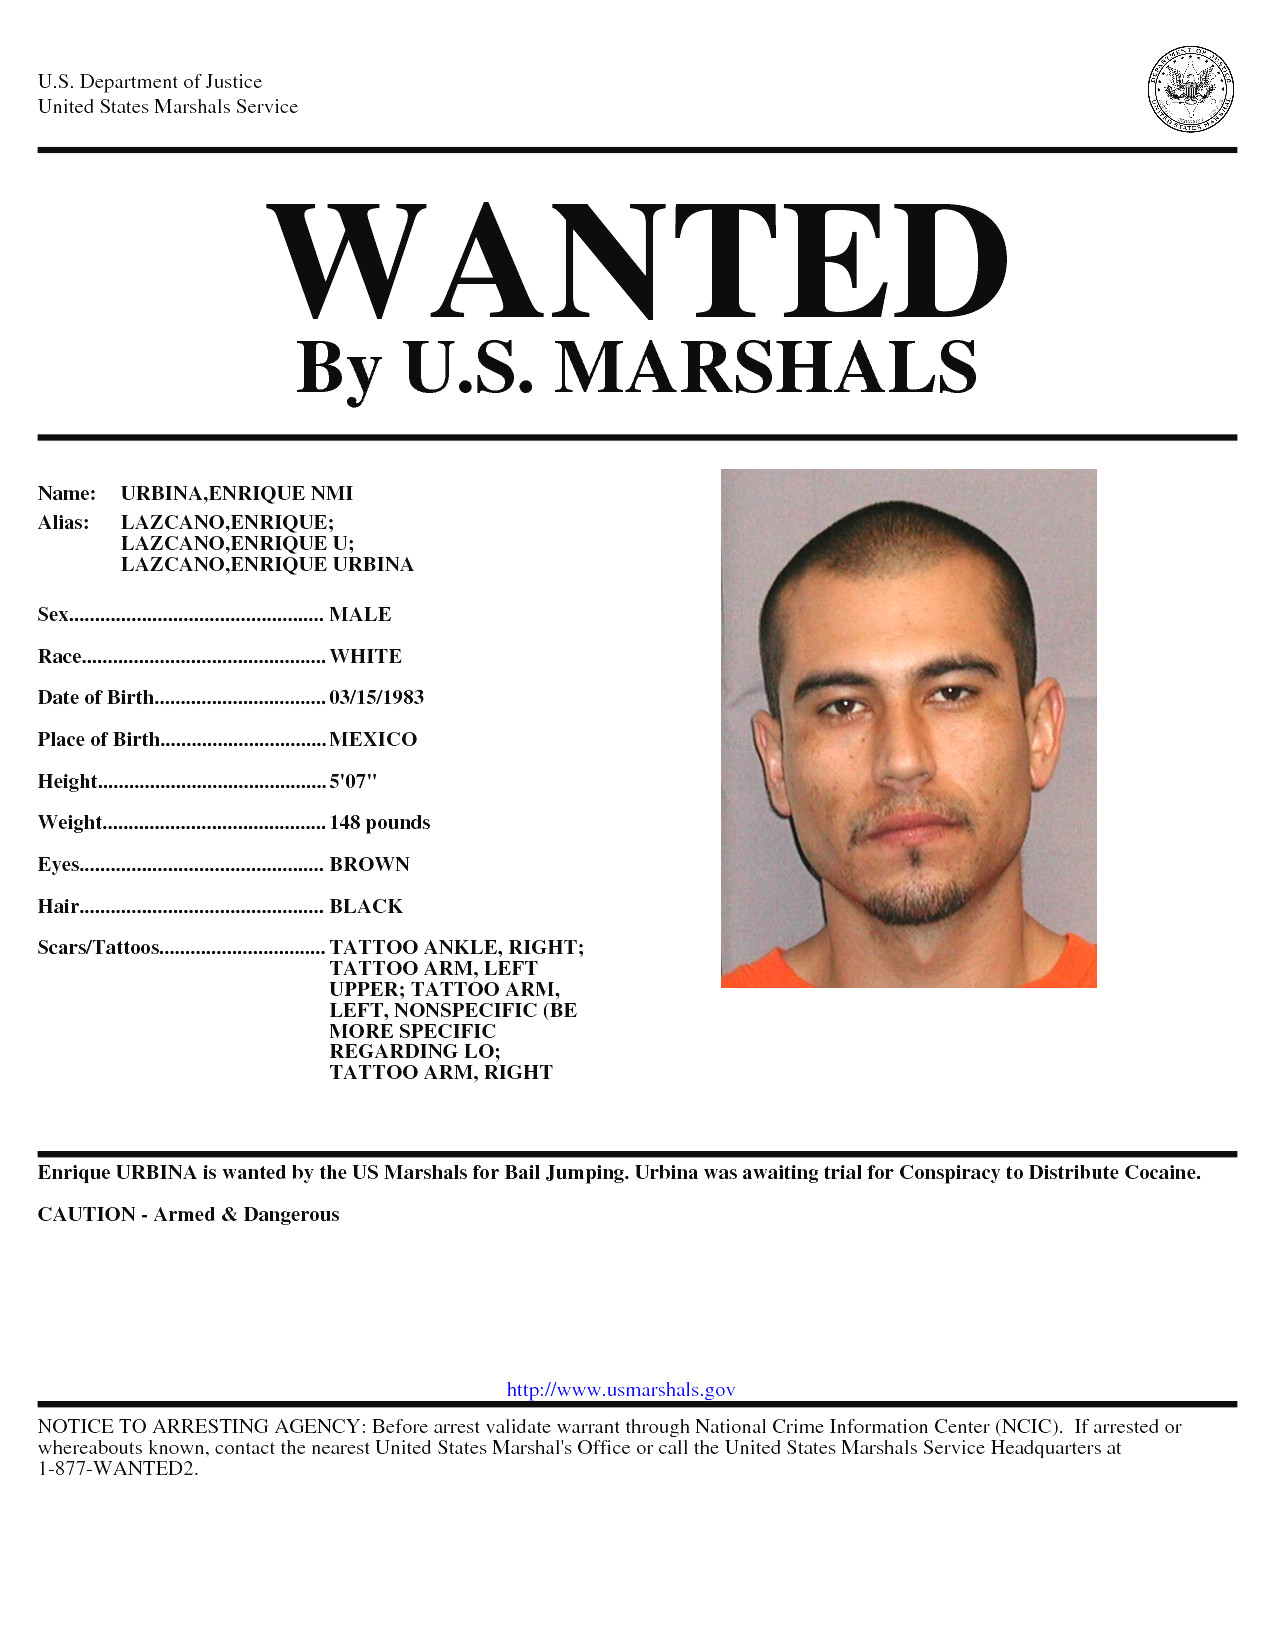 U.S. Department of Justice
United States Marshals Service
DEPARTMENT OF JUSTICE
UNITED STATES MARSHAL
WANTED
By U.S. MARSHALS
Name: URBINA,ENRIQUE NMI
Alias: LAZCANO,ENRIQUE;
LAZCANO,ENRIQUE U;
LAZCANO,ENRIQUE URBINA
Sex................................................. MALE
Race............................................... WHITE
Date of Birth................................. 03/15/1983
Place of Birth................................ MEXICO
Height............................................ 5'07"
Weight........................................... 148 pounds
Eyes............................................... BROWN
Hair............................................... BLACK
Scars/Tattoos................................ TATTOO ANKLE, RIGHT;
TATTOO ARM, LEFT
UPPER; TATTOO ARM,
LEFT, NONSPECIFIC (BE
MORE SPECIFIC
REGARDING LO;
TATTOO ARM, RIGHT
Enrique URBINA is wanted by the US Marshals for Bail Jumping. Urbina was awaiting trial for Conspiracy to Distribute Cocaine.
CAUTION - Armed & Dangerous
http://www.usmarshals.gov
NOTICE TO ARRESTING AGENCY: Before arrest validate warrant through National Crime Information Center (NCIC).  If arrested or
whereabouts known, contact the nearest United States Marshal's Office or call the United States Marshals Service Headquarters at
1-877-WANTED2.